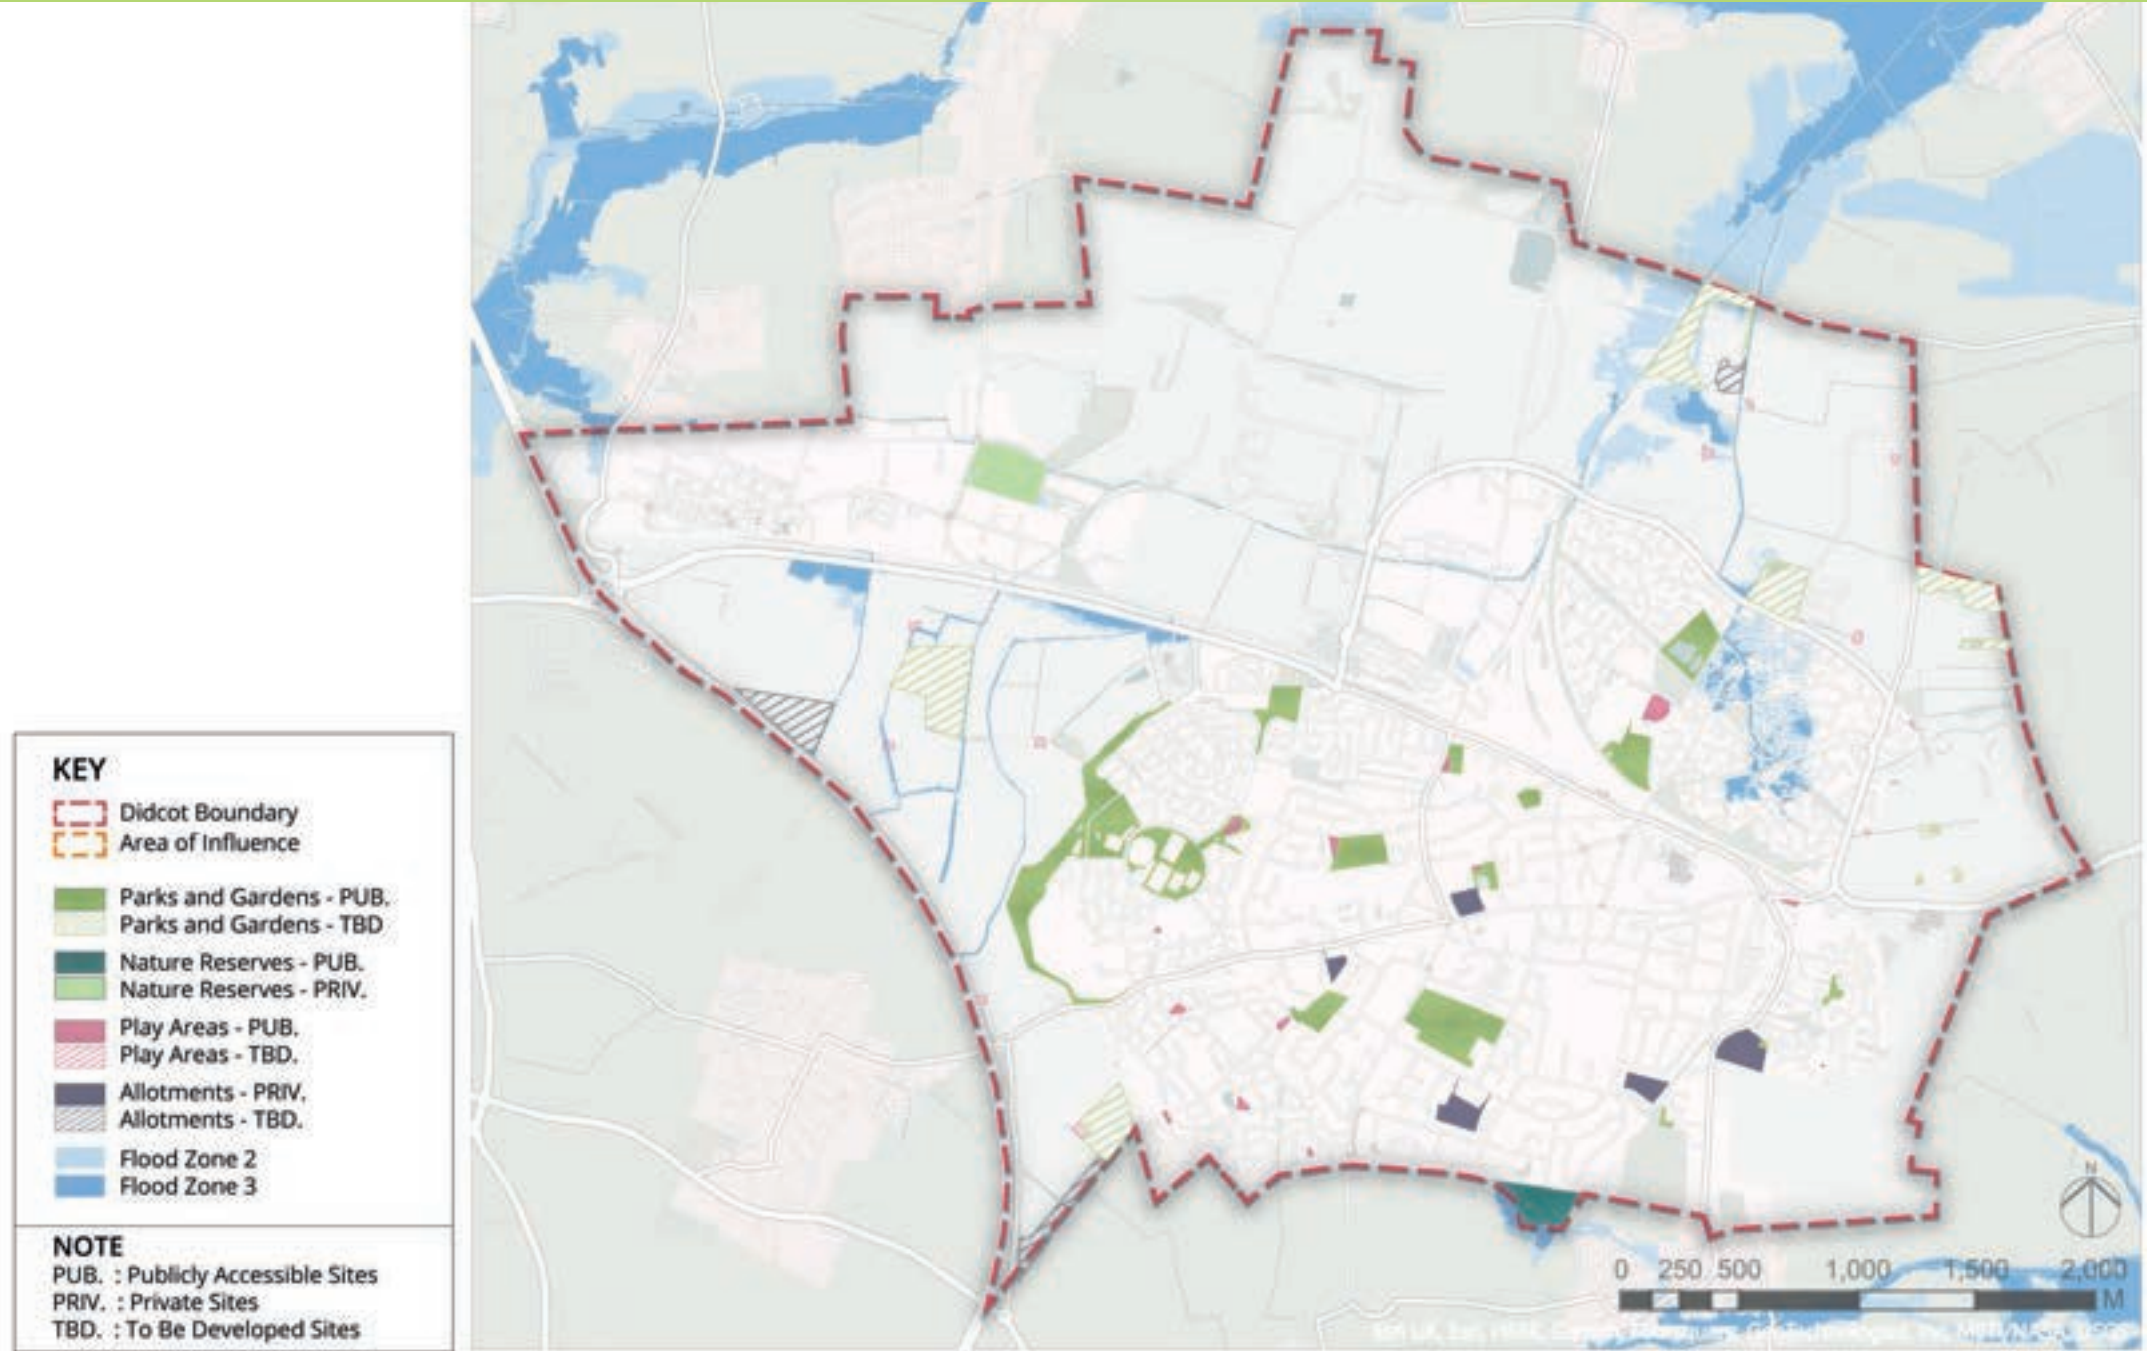 KEY
Didcot Boundary
Area of Influence
Parks and Gardens - PUB.
Parks and Gardens - TBD
Nature Reserves - PUB.
Nature Reserves - PRIV.
Play Areas - PUB.
Play Areas - TBD.
Allotments - PRIV.
Allotments - TBD.
Flood Zone 2
Flood Zone 3
NOTE
PUB. : Publicly Accessible Sites
PRIV. : Private Sites
TBD. : To Be Developed Sites
N
0 250 500 1,000 1,500 2,000
M